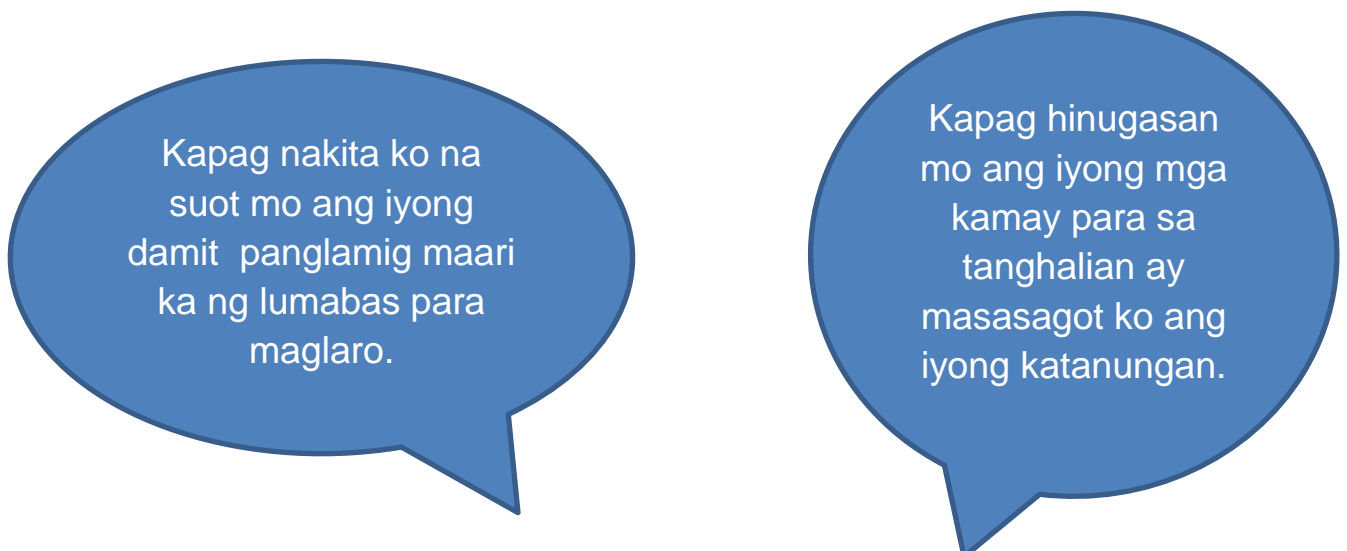 Kapag nakita ko na
suot mo ang iyong
damit  panglamig maari
ka ng lumabas para
maglaro.
Kapag hinugasan
mo ang iyong mga
kamay para sa
tanghalian ay
masasagot ko ang
iyong katanungan.